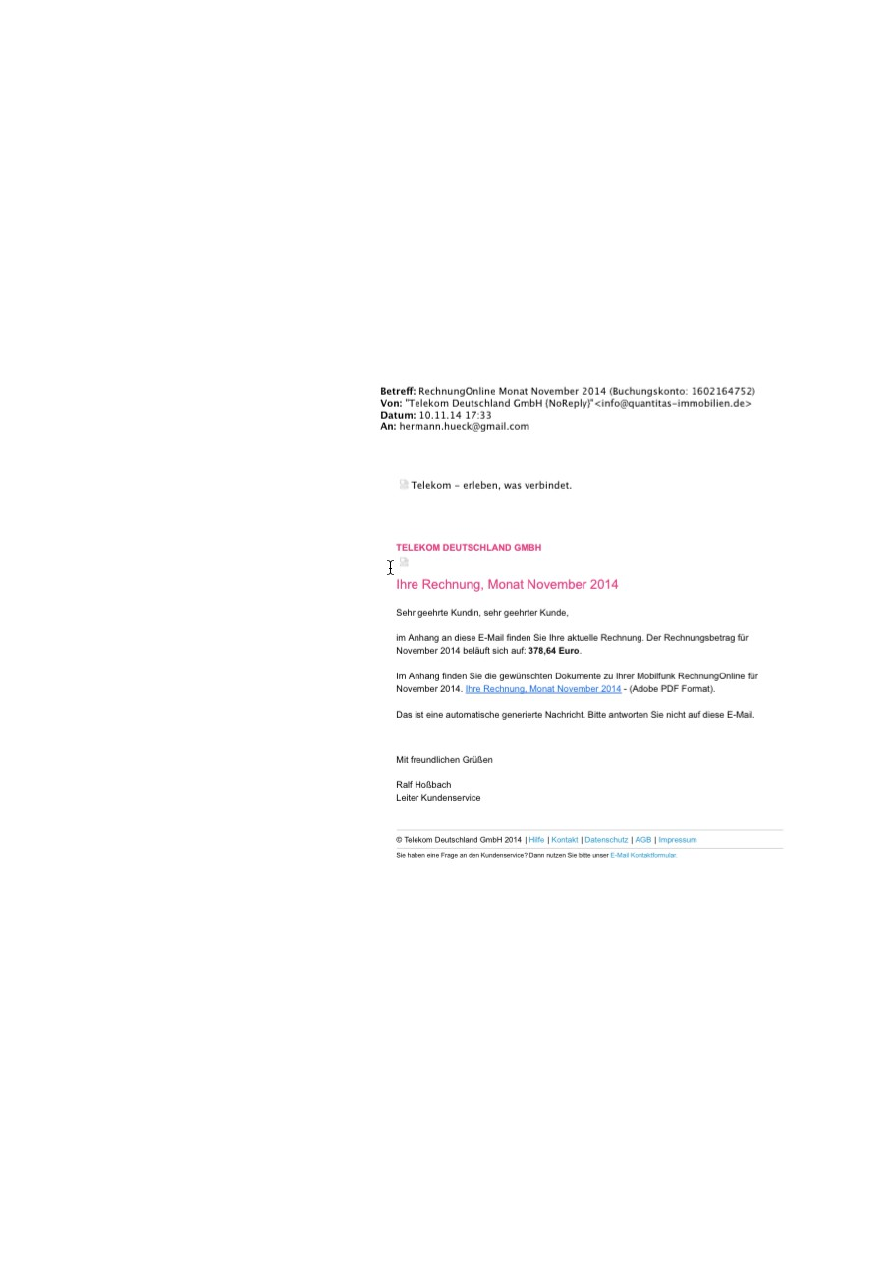 Betreff: RechnungOnline Monat November 2014 (Buchungskonto: 1602164752)
Von: "Telekom Deutschland GmbH {NoReply}"<info@quantitas-immobilien.de>
Datum: 10.11.14 17:33
An: hermann.hueck@gmail.com
Telekom - erleben, was verbindet.
TELEKOM DEUTSCHLAND GMBH
Ihre Rechnung, Monat November 2014
Sehr geehrte Kundin, sehr geehrter Kunde,
im Anhang an diese E-Mail finden Sie Ihre aktuelle Rechnung. Der Rechnungsbetrag für
November 2014 beläuft sich auf: 378,64 Euro.
Im Anhang finden Sie die gewünschten Dokumente zu Ihrer Mobilfunk RechnungOnline für
November 2014. Ihre Rechnung, Monat November 2014 - (Adobe PDF Format).
Das ist eine automatische generierte Nachricht. Bitte antworten Sie nicht auf diese E-Mail.
Mit freundlichen Grüßen
Ralf Hoßbach
Leiter Kundenservice
© Telekom Deutschland GmbH 2014 | Hilfe | Kontakt | Datenschutz | AGB | Impressum
Sie haben eine Frage an den Kundenservice? Dann nutzen Sie bitte unser E-Mail Kontaktformular.